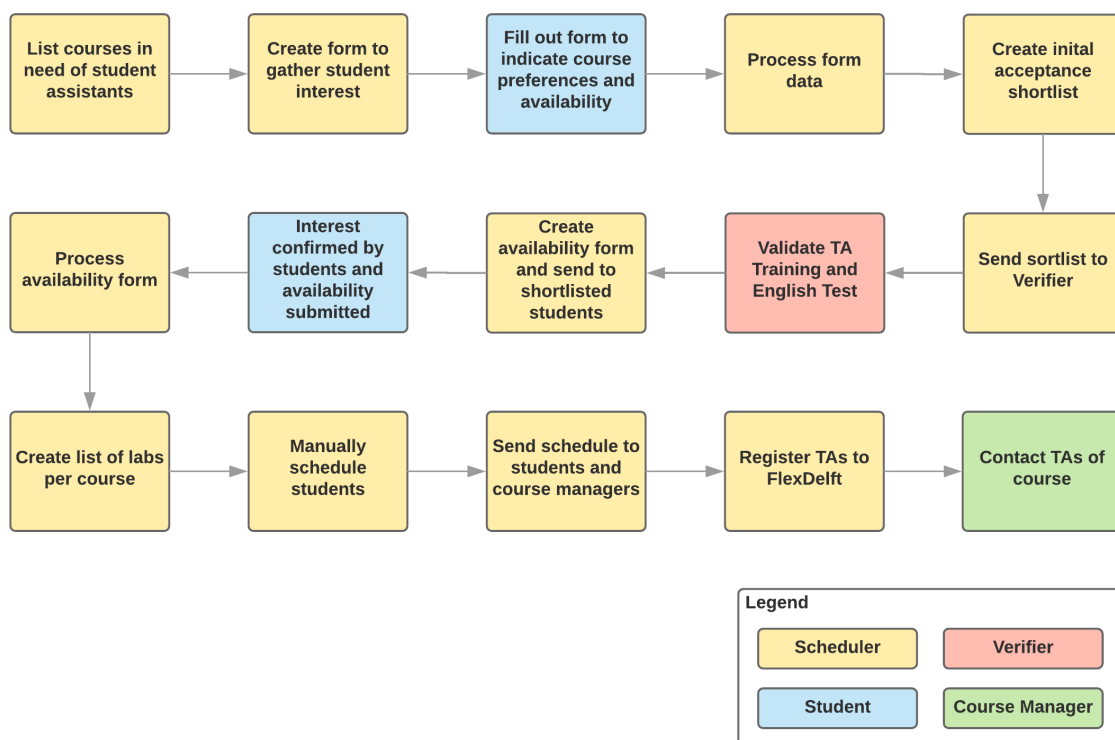 List courses in
need of student
assistants
Create form to
gather student
interest
Fill out form to
indicate course
preferences and
availability
Process form
data
Create inital
acceptance
shortlist
Process
availability form
Interest
confirmed by
students and
availability
submitted
Create
availability form
and send to
shortlisted
students
Validate TA
Training and
English Test
Send sortlist to
Verifier
Create list of labs
per course
Manually
schedule
students
Send schedule to
students and
course managers
Register TAs to
FlexDelft
Contact TAs of
course
Legend
Scheduler
Verifier
Student
Course Manager